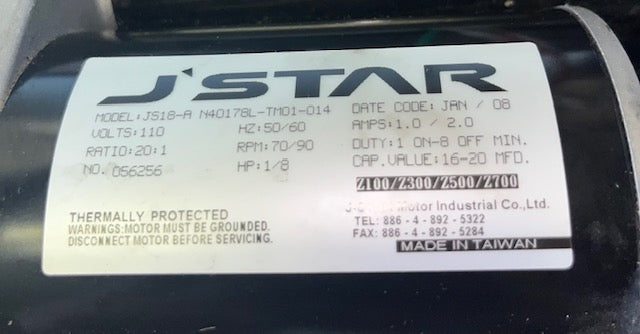 J'STAR
MODEL:JS18-A N40178L-TM01-014
DATE CODE: JAN / 08
VOLTS:110 HZ:50/60
AMPS:1.0 / 2.0
RATIO:20:1 RPM:70/90
DUTY:1 ON-8 OFF MIN.
NO. 056256 HP:1/8
CAP.VALUE:16-20 MFD.
Z100/Z300/Z500/Z700
Motor Industrial Co.,Ltd.
THERMALLY PROTECTED
TEL: 886 - 4 - 892 - 5322
WARNINGS:MOTOR MUST BE GROUNDED.
FAX: 886 - 4 - 892 - 5284
DISCONNECT MOTOR BEFORE SERVICING.
MADE IN TAIWAN